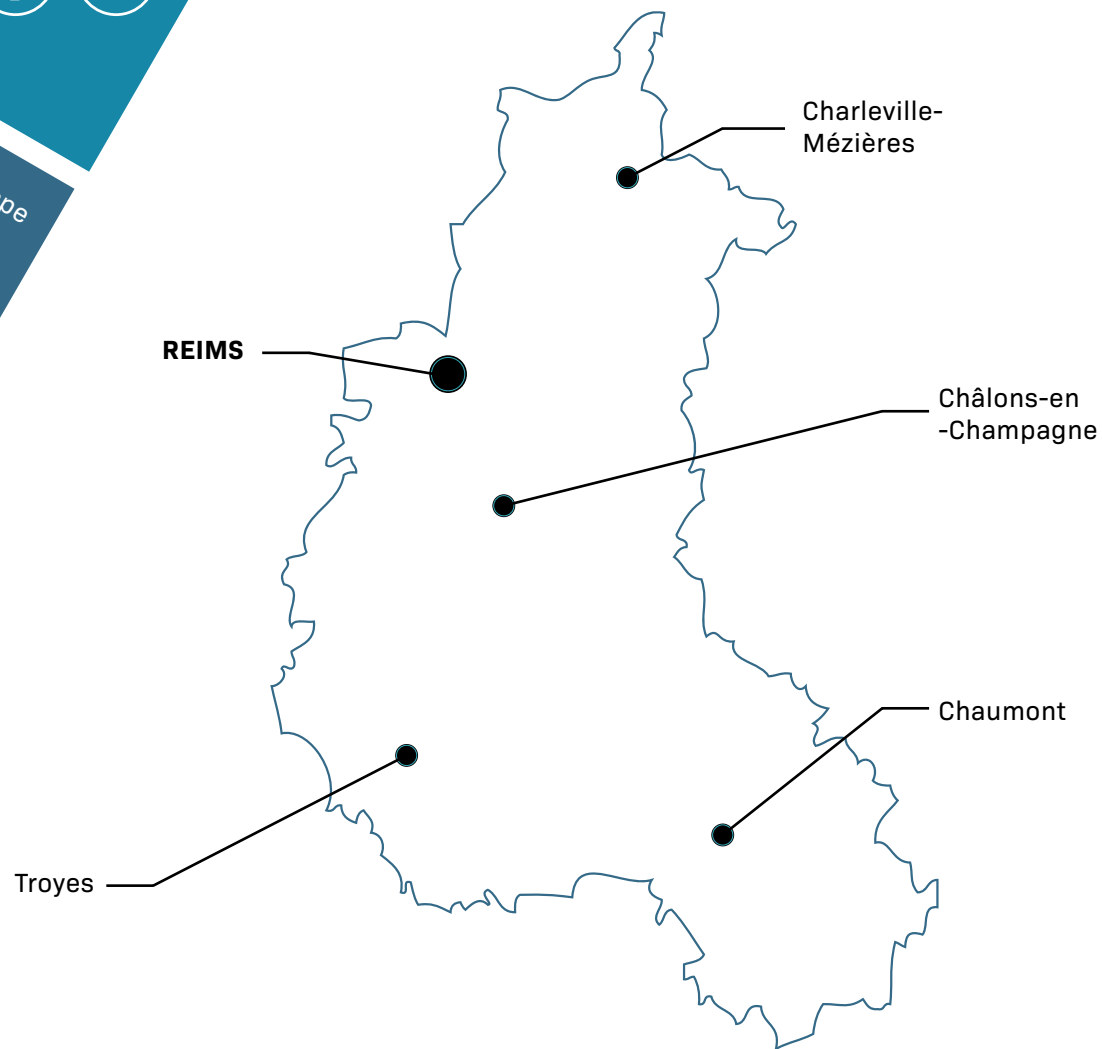 Charleville-
Mézières
REIMS
Châlons-en
-Champagne
Chaumont
Troyes